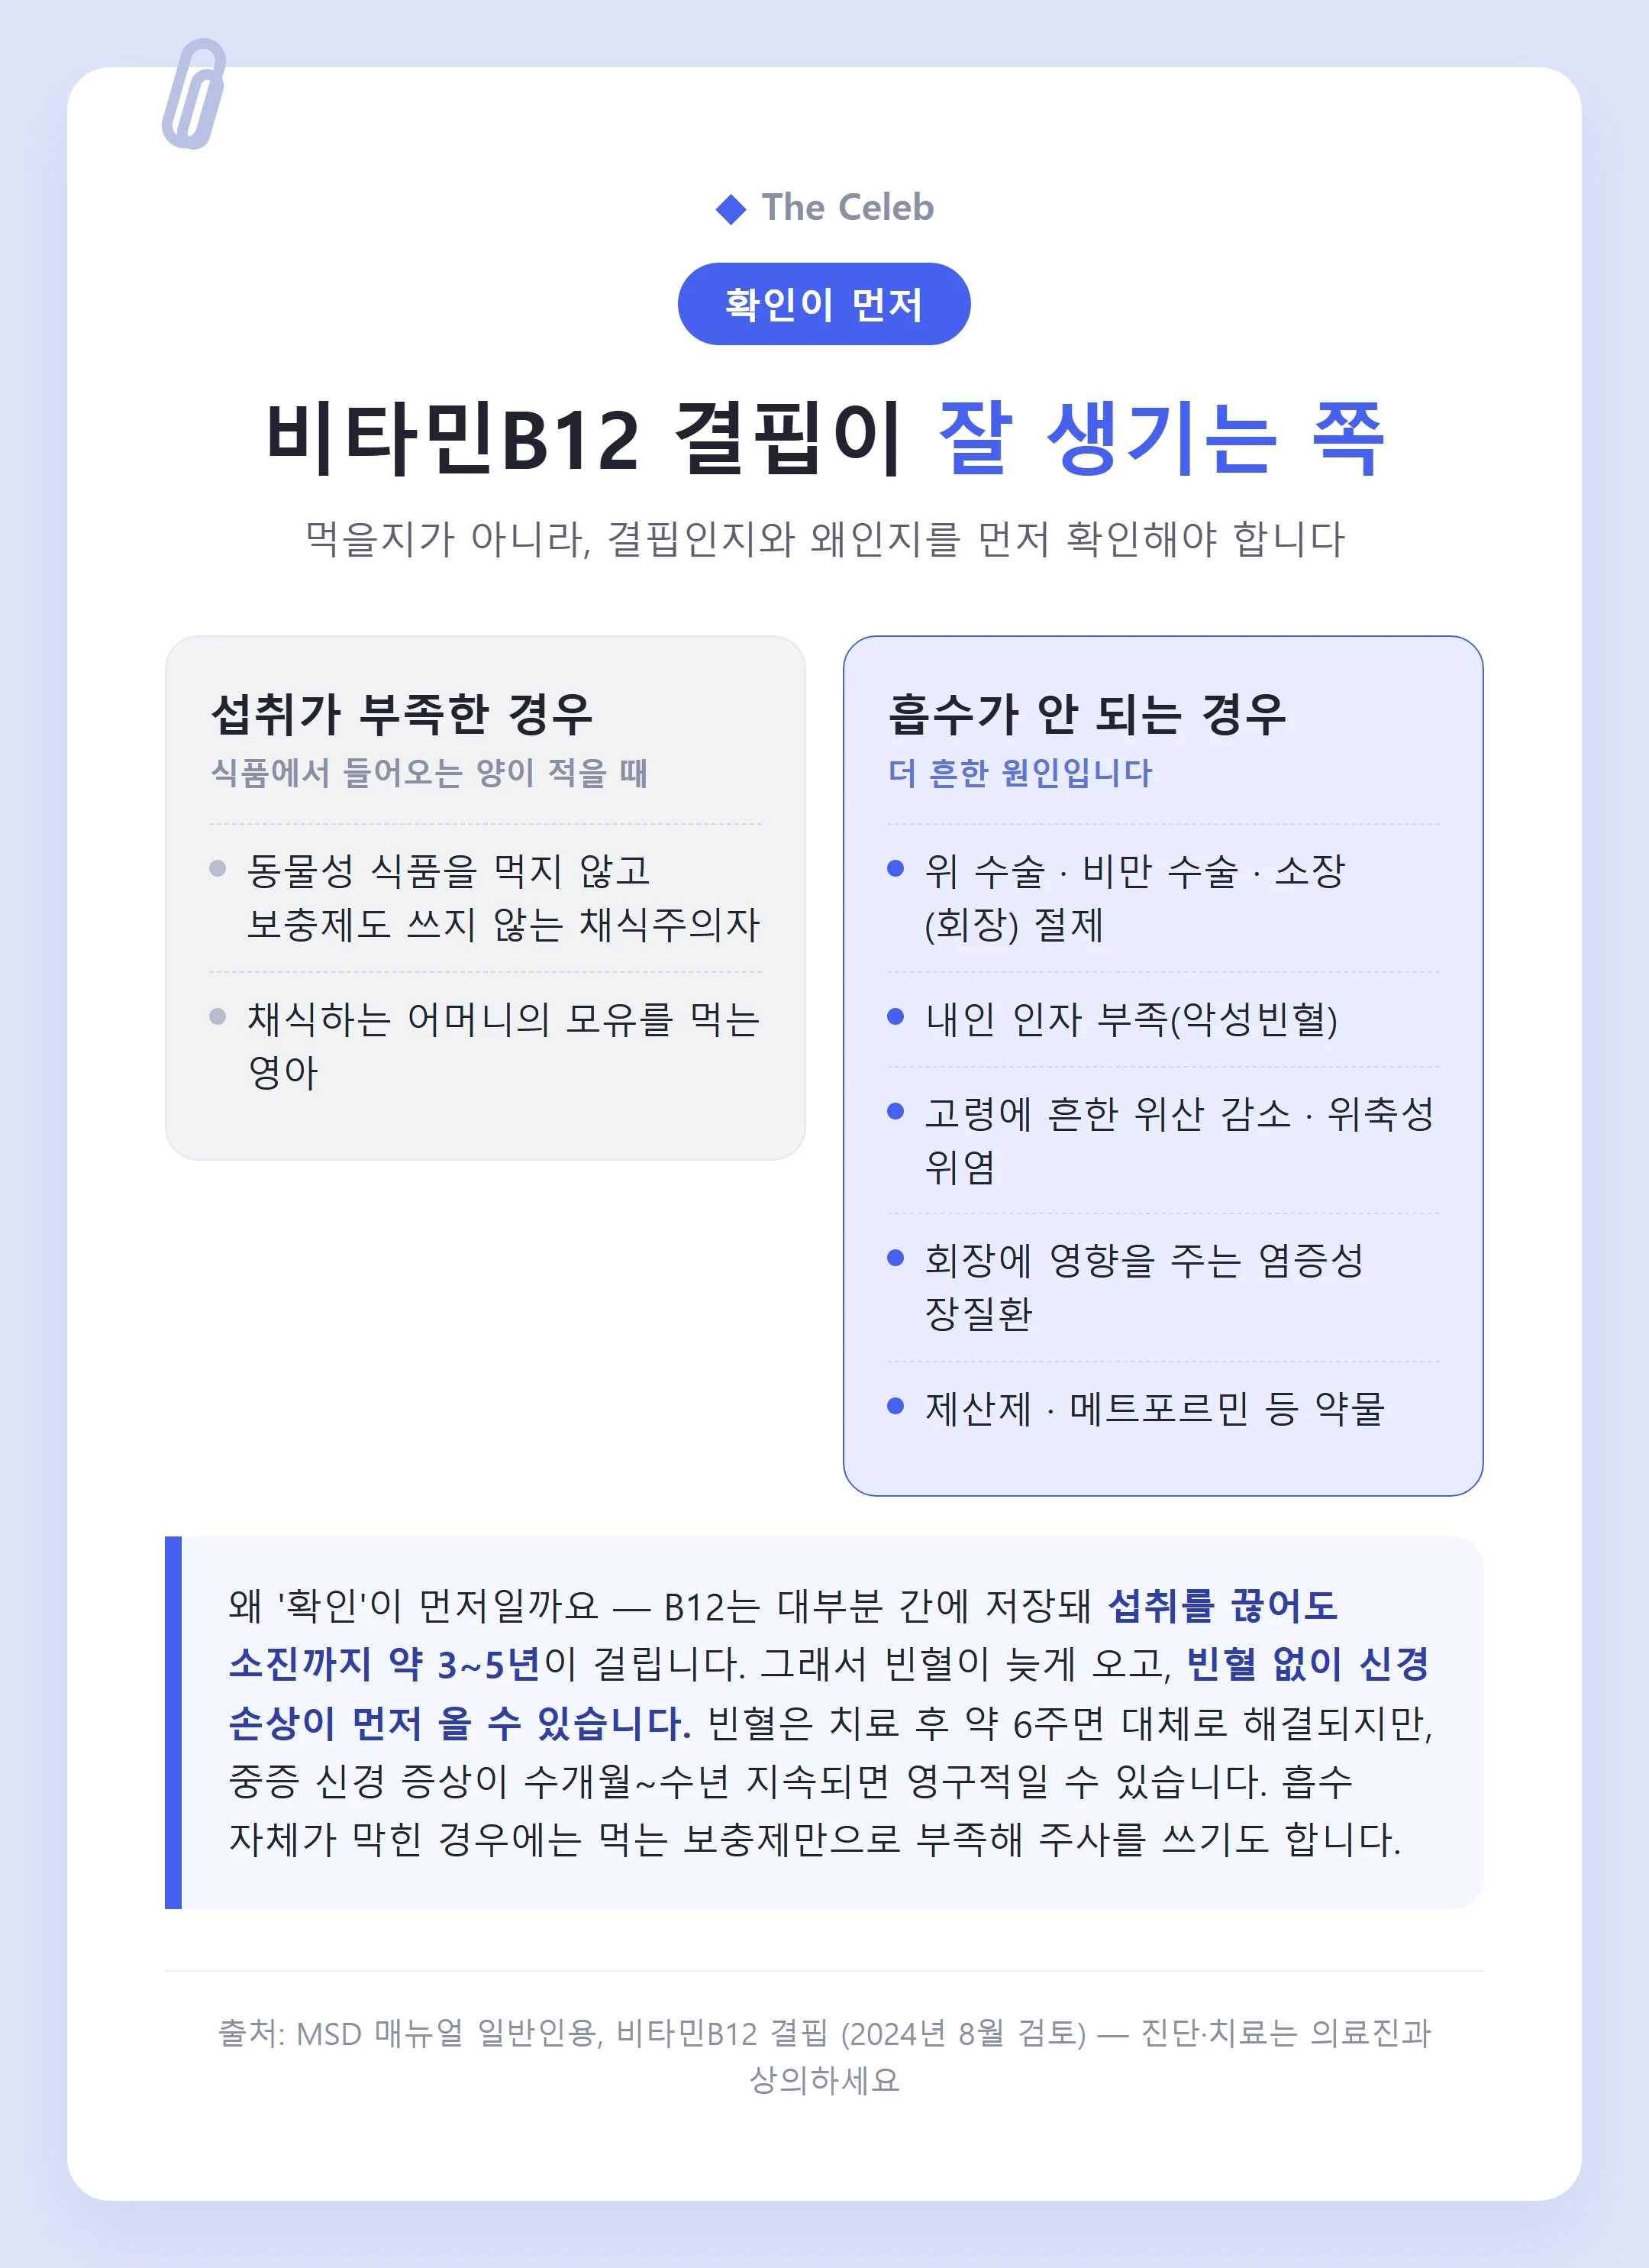 The Celeb
확인이 먼저
비타민B12 결핍이 잘 생기는 쪽
먹을지가 아니라, 결핍인지와 왜인지를 먼저 확인해야 합니다
섭취가 부족한 경우
식품에서 들어오는 양이 적을 때
동물성 식품을 먹지 않고
보충제도 쓰지 않는 채식주의자
채식하는 어머니의 모유를 먹는
영아
흡수가 안 되는 경우
더 흔한 원인입니다
위 수술 · 비만 수술 · 소장
(회장) 절제
내인 인자 부족(악성빈혈)
고령에 흔한 위산 감소 · 위축성
위염
회장에 영향을 주는 염증성
장질환
제산제 · 메트포르민 등 약물
왜 '확인'이 먼저일까요 — B12는 대부분 간에 저장돼 섭취를 끊어도
소진까지 약 3~5년이 걸립니다. 그래서 빈혈이 늦게 오고, 빈혈 없이 신경
손상이 먼저 올 수 있습니다. 빈혈은 치료 후 약 6주면 대체로 해결되지만,
중증 신경 증상이 수개월~수년 지속되면 영구적일 수 있습니다. 흡수
자체가 막힌 경우에는 먹는 보충제만으로 부족해 주사를 쓰기도 합니다.
출처: MSD 매뉴얼 일반인용, 비타민B12 결핍 (2024년 8월 검토) — 진단·치료는 의료진과
상의하세요